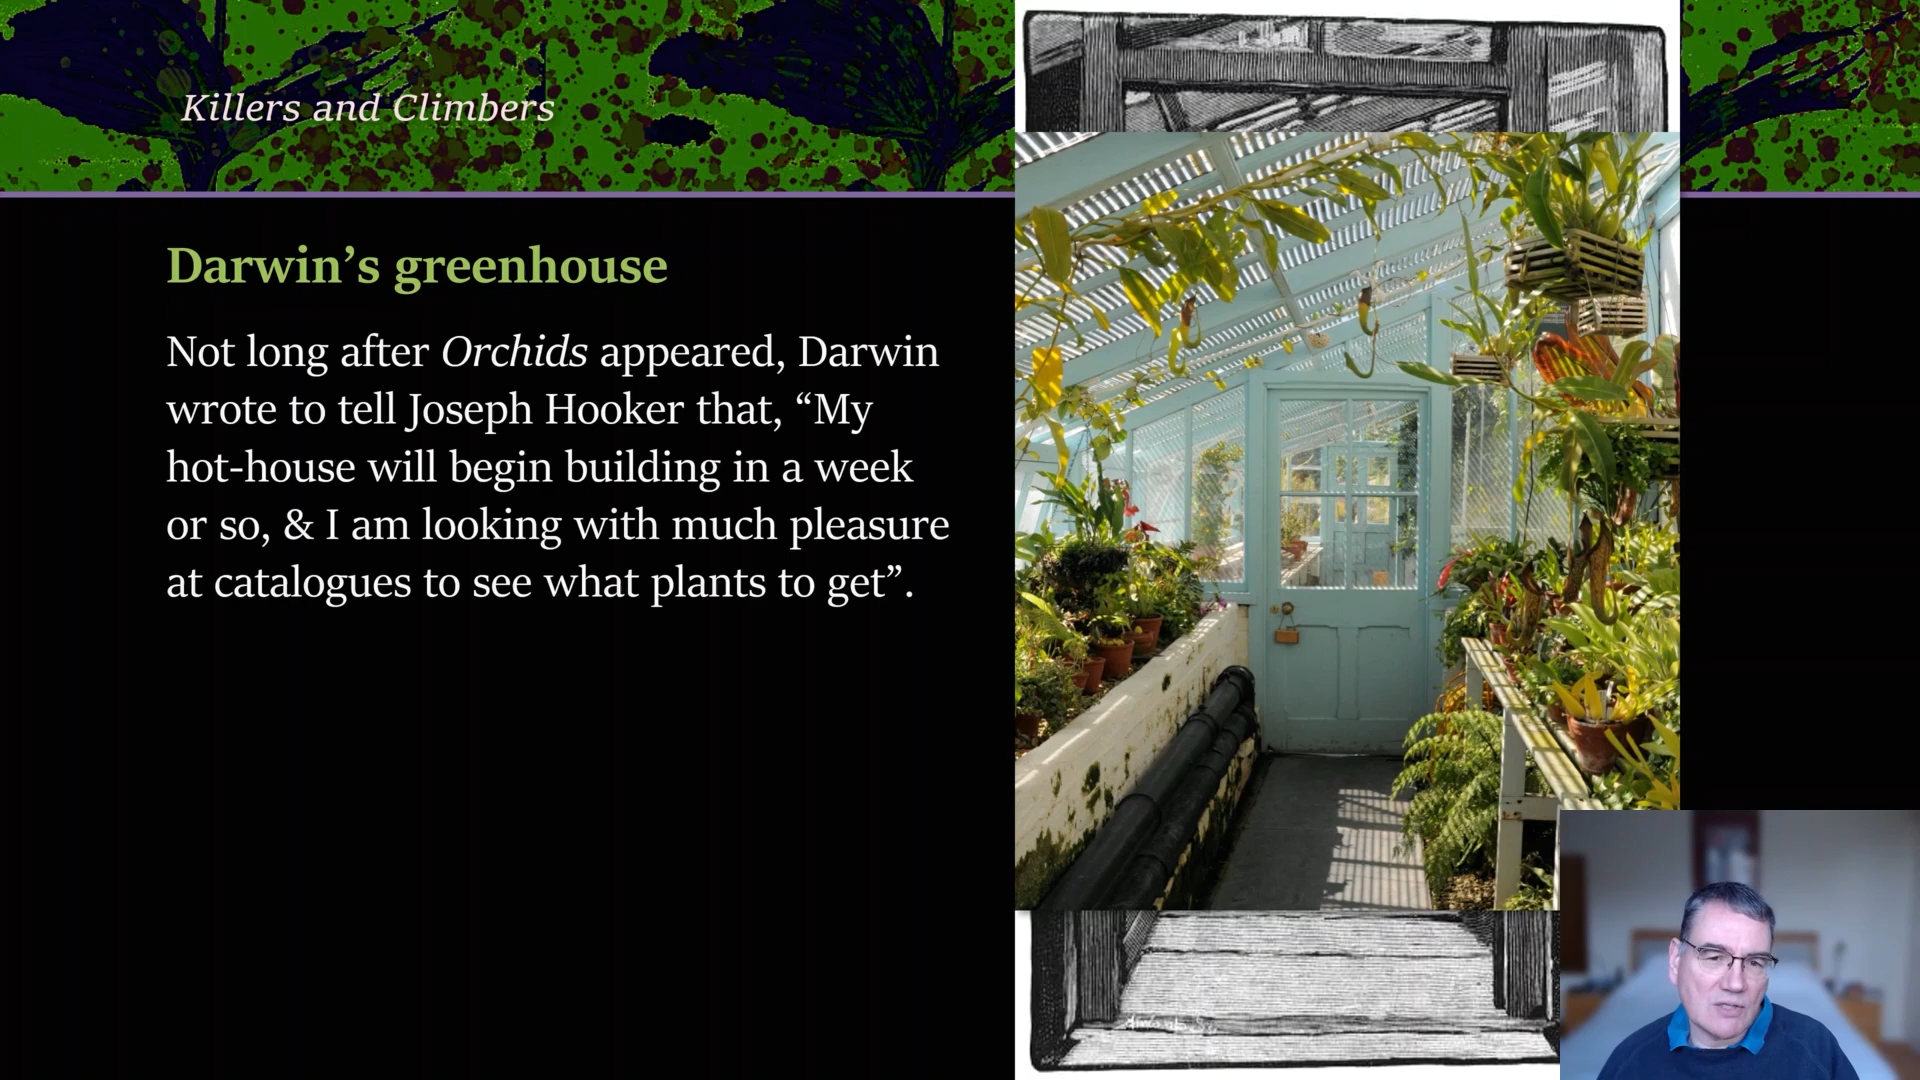 Killers and Climbers
Darwin’s greenhouse
Not long after Orchids appeared, Darwin
wrote to tell Joseph Hooker that, “My
hot-house will begin building in a week
or so, & I am looking with much pleasure
at catalogues to see what plants to get”.